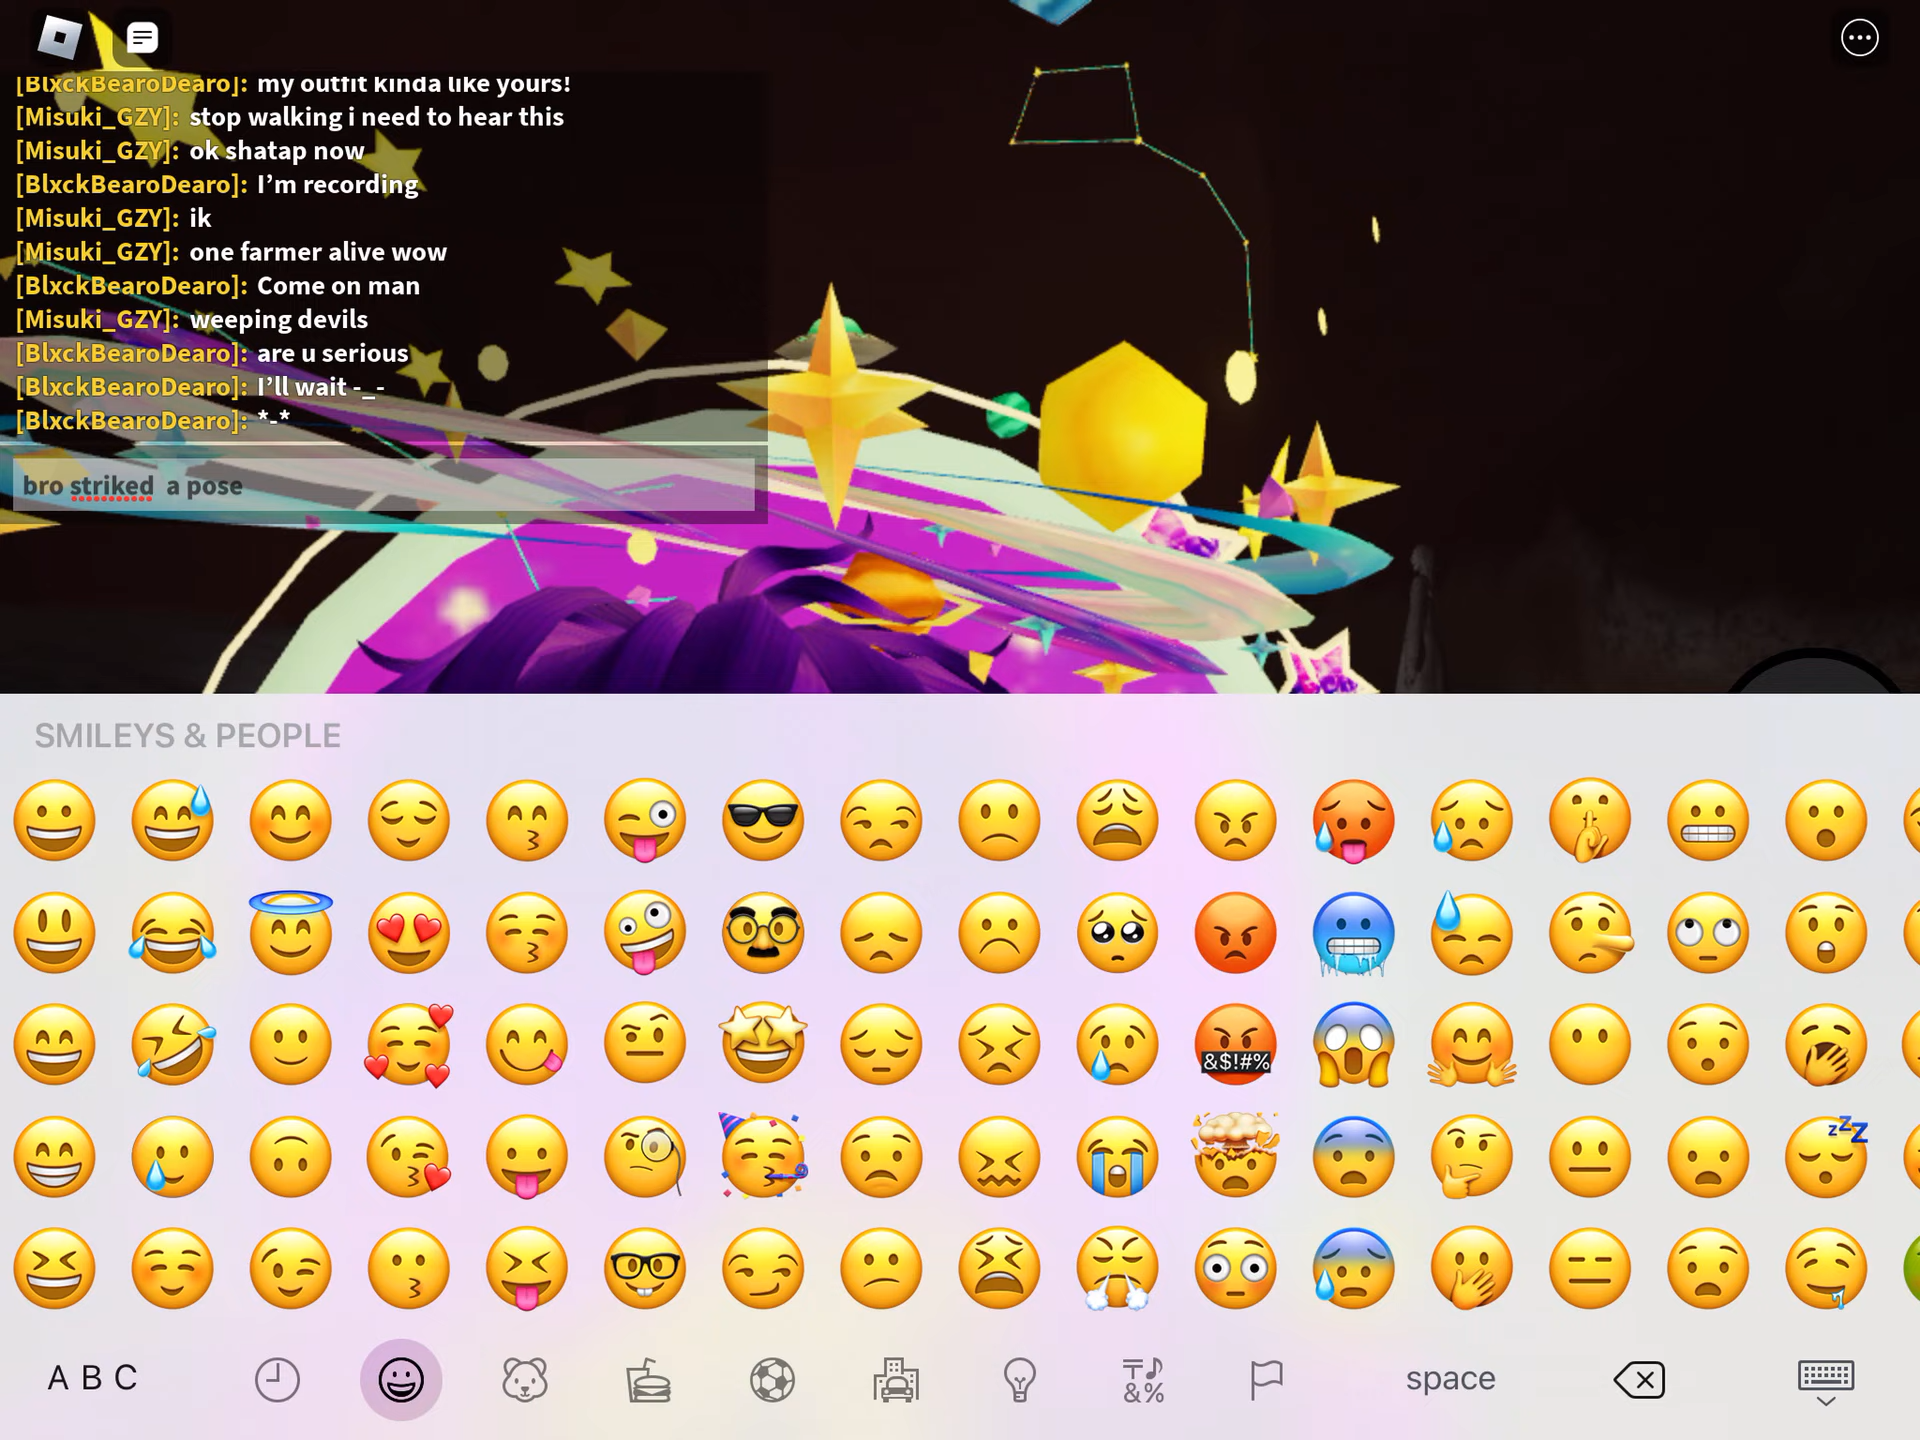 [BlxckBearoDearo]: my outfit kinda like yours!
[Misuki_GZY]: stop walking i need to hear this
[Misuki_GZY]: ok shatap now
[BlxckBearoDearo]: I’m recording
[Misuki_GZY]: ik
[Misuki_GZY]: one farmer alive wow
[BlxckBearoDearo]: Come on man
[Misuki_GZY]: weeping devils
[BlxckBearoDearo]: are u serious
[BlxckBearoDearo]: I’ll wait -_-
[BlxckBearoDearo]: *-*
bro striked  a pose
SMILEYS & PEOPLE
&$!#%
zZZ
ABC
&%
space